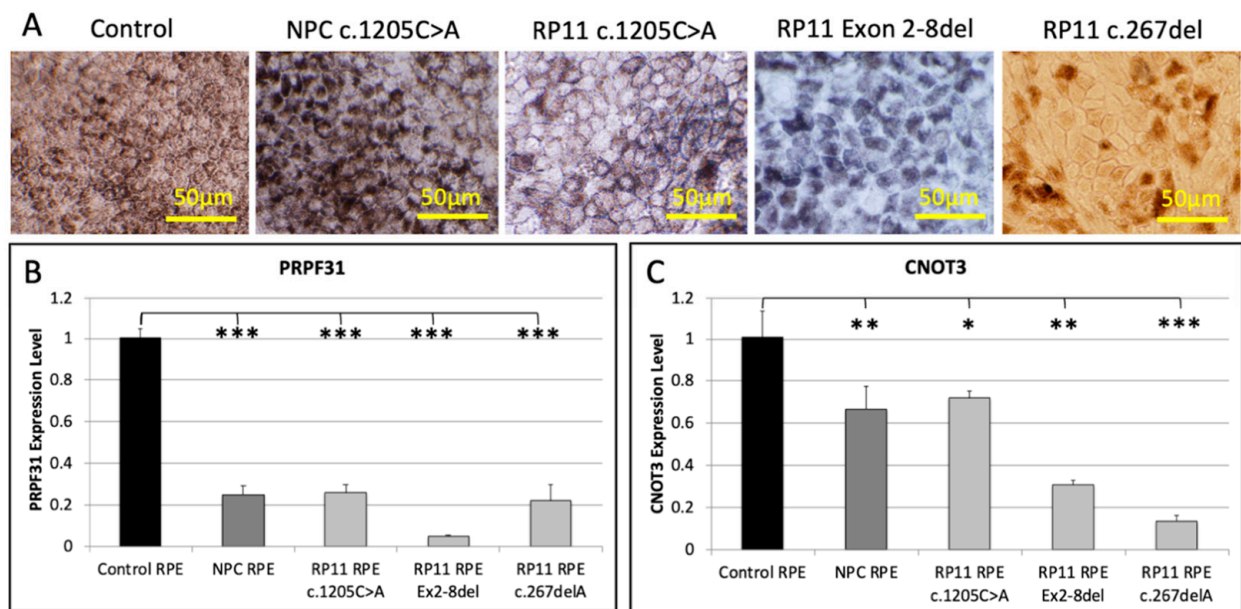 A
Control
NPC c.1205C>A
RP11 c.1205C>A
RP11 Exon 2-8del
RP11 c.267del
50μm
50μm
50μm
50μm
50μm
B
PRPF31
PRPF31 Expression Level
1.2
1
0.8
0.6
0.4
0.2
0
***
***
***
***
Control RPE
NPC RPE
RP11 RPE
c.1205C>A
RP11 RPE
Ex2-8del
RP11 RPE
c.267delA
C
CNOT3
CNOT3 Expression Level
1.2
1
0.8
0.6
0.4
0.2
0
**
*
**
***
Control RPE
NPC RPE
RP11 RPE
c.1205C>A
RP11 RPE
Ex2-8del
RP11 RPE
c.267delA